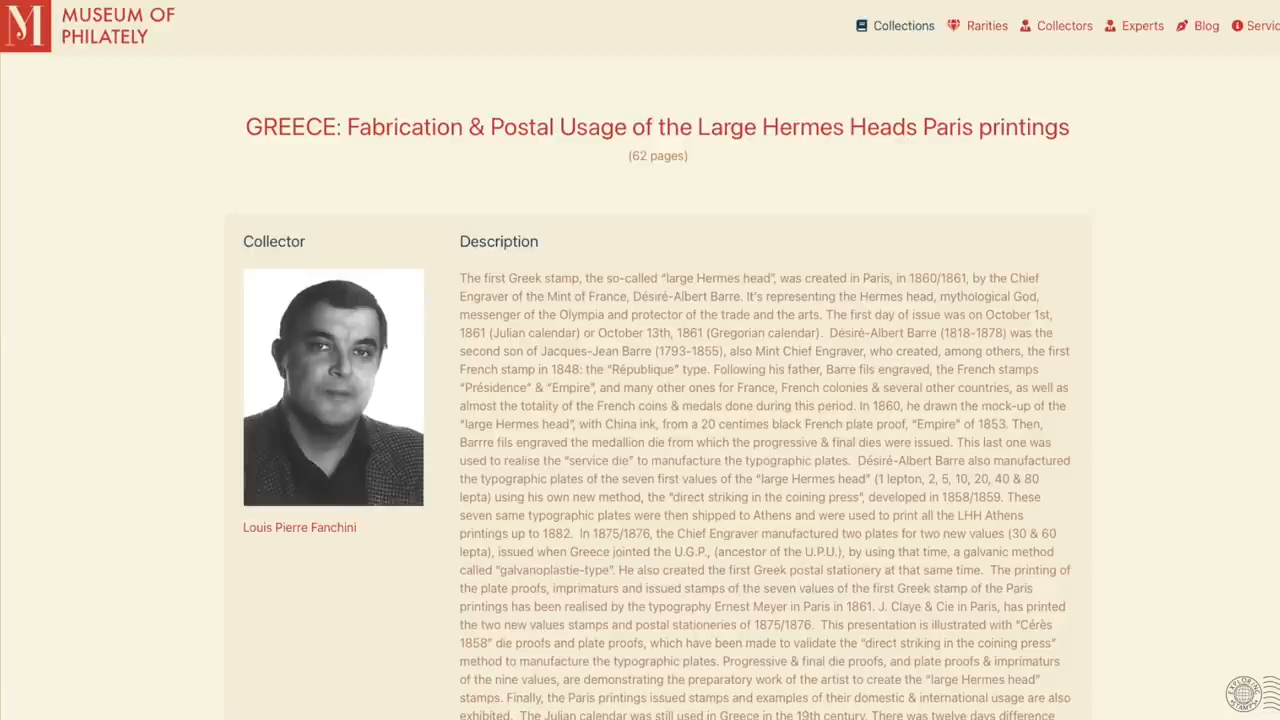 MUSEUM OF
PHILATELY
Collections
Rarities
Collectors
Experts
Blog
Servic
GREECE: Fabrication & Postal Usage of the Large Hermes Heads Paris printings
(62 pages)
Collector
Louis Pierre Fanchini
Description
The first Greek stamp, the so-called “large Hermes head”, was created in Paris, in 1860/1861, by the Chief
Engraver of the Mint of France, Désiré-Albert Barre. It's representing the Hermes head, mythological God,
messenger of the Olympia and protector of the trade and the arts. The first day of issue was on October 1st,
1861 (Julian calendar) or October 13th, 1861 (Gregorian calendar).  Désiré-Albert Barre (1818-1878) was the
second son of Jacques-Jean Barre (1793-1855), also Mint Chief Engraver, who created, among others, the first
French stamp in 1848: the “République” type. Following his father, Barre fils engraved, the French stamps
“Présidence” & “Empire”, and many other ones for France, French colonies & several other countries, as well as
almost the totality of the French coins & medals done during this period. In 1860, he drawn the mock-up of the
“large Hermes head”, with China ink, from a 20 centimes black French plate proof, “Empire” of 1853. Then,
Barrre fils engraved the medallion die from which the progressive & final dies were issued. This last one was
used to realise the “service die” to manufacture the typographic plates.  Désiré-Albert Barre also manufactured
the typographic plates of the seven first values of the “large Hermes head” (1 lepton, 2, 5, 10, 20, 40 & 80
lepta) using his own new method, the “direct striking in the coining press”, developed in 1858/1859. These
seven same typographic plates were then shipped to Athens and were used to print all the LHH Athens
printings up to 1882.  In 1875/1876, the Chief Engraver manufactured two plates for two new values (30 & 60
lepta), issued when Greece jointed the U.G.P., (ancestor of the U.P.U.), by using that time, a galvanic method
called “galvanoplastie-type”. He also created the first Greek postal stationery at that same time.  The printing of
the plate proofs, imprimaturs and issued stamps of the seven values of the first Greek stamp of the Paris
printings has been realised by the typography Ernest Meyer in Paris in 1861. J. Claye & Cie in Paris, has printed
the two new values stamps and postal stationeries of 1875/1876.  This presentation is illustrated with “Cérès
1858” die proofs and plate proofs, which have been made to validate the “direct striking in the coining press”
method to manufacture the typographic plates. Progressive & final die proofs, and plate proofs & imprimaturs
of the nine values, are demonstrating the preparatory work of the artist to create the “large Hermes head”
stamps. Finally, the Paris printings issued stamps and examples of their domestic & international usage are also
exhibited.  The Julian calendar was still used in Greece in the 19th century. There was twelve days difference